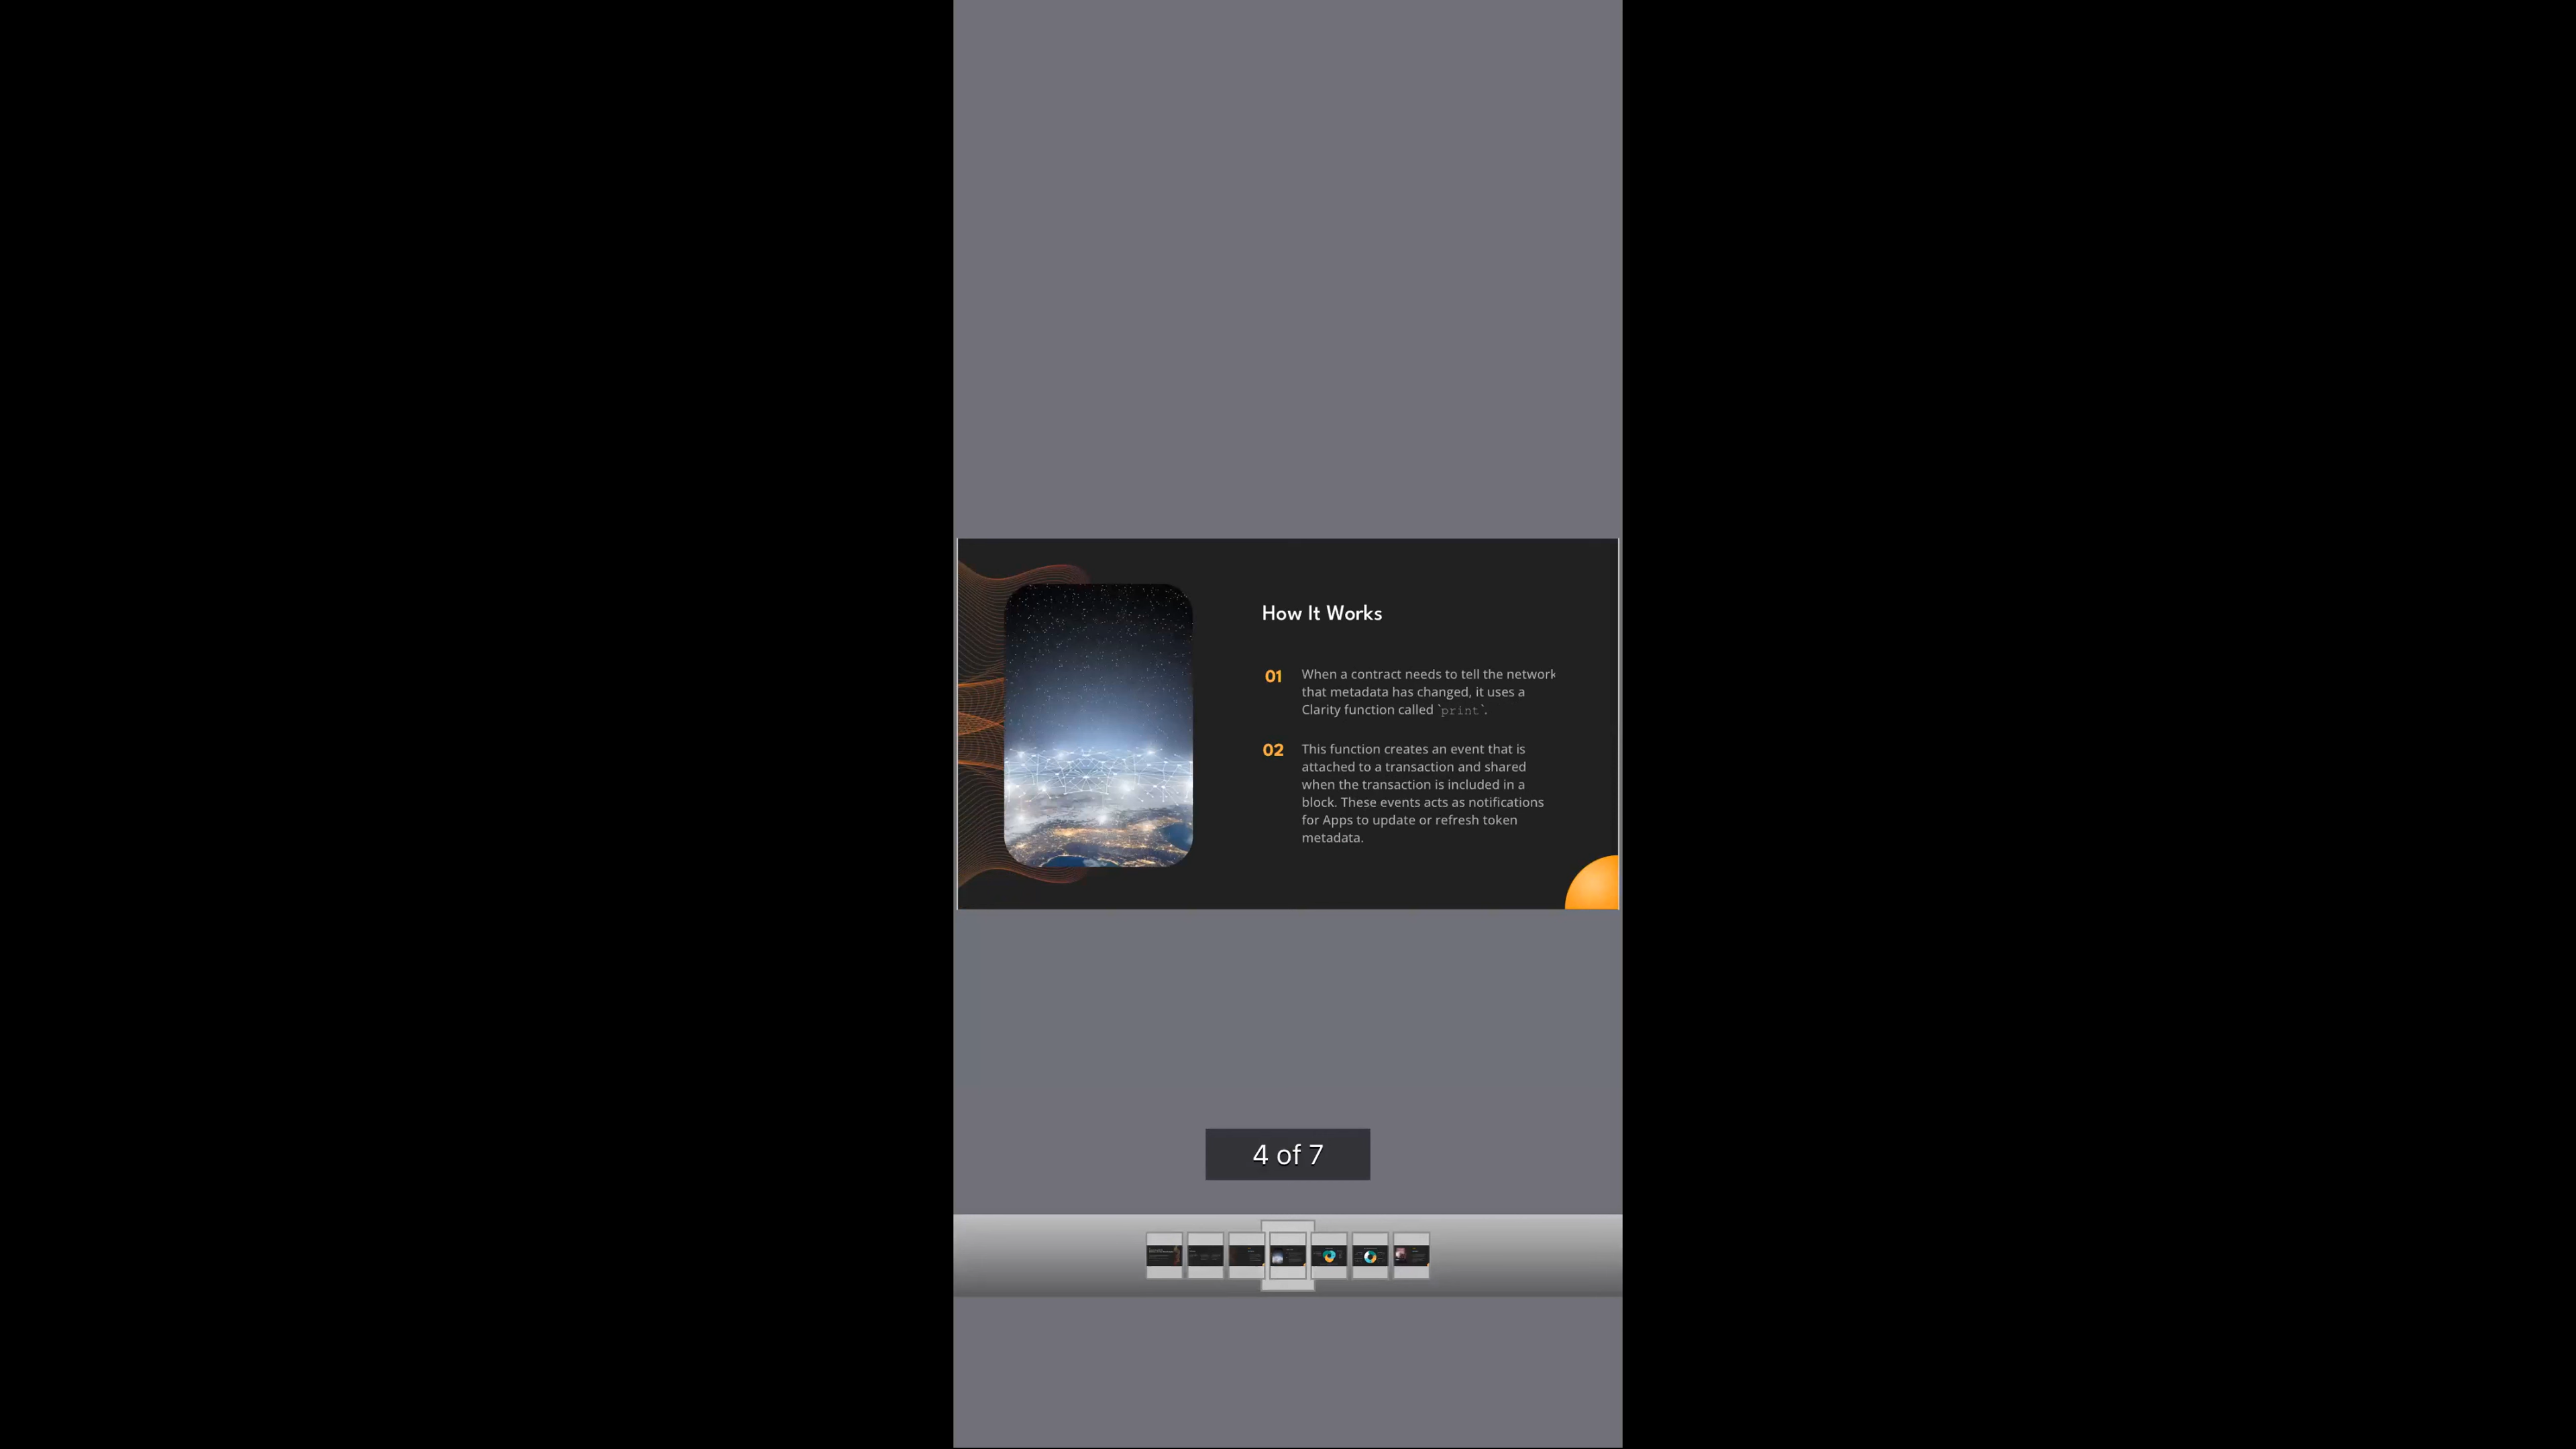 How It Works
01 When a contract needs to tell the network
that metadata has changed, it uses a
Clarity function called `print`.
02 This function creates an event that is
attached to a transaction and shared
when the transaction is included in a
block. These events acts as notifications
for Apps to update or refresh token
metadata.
4 of 7